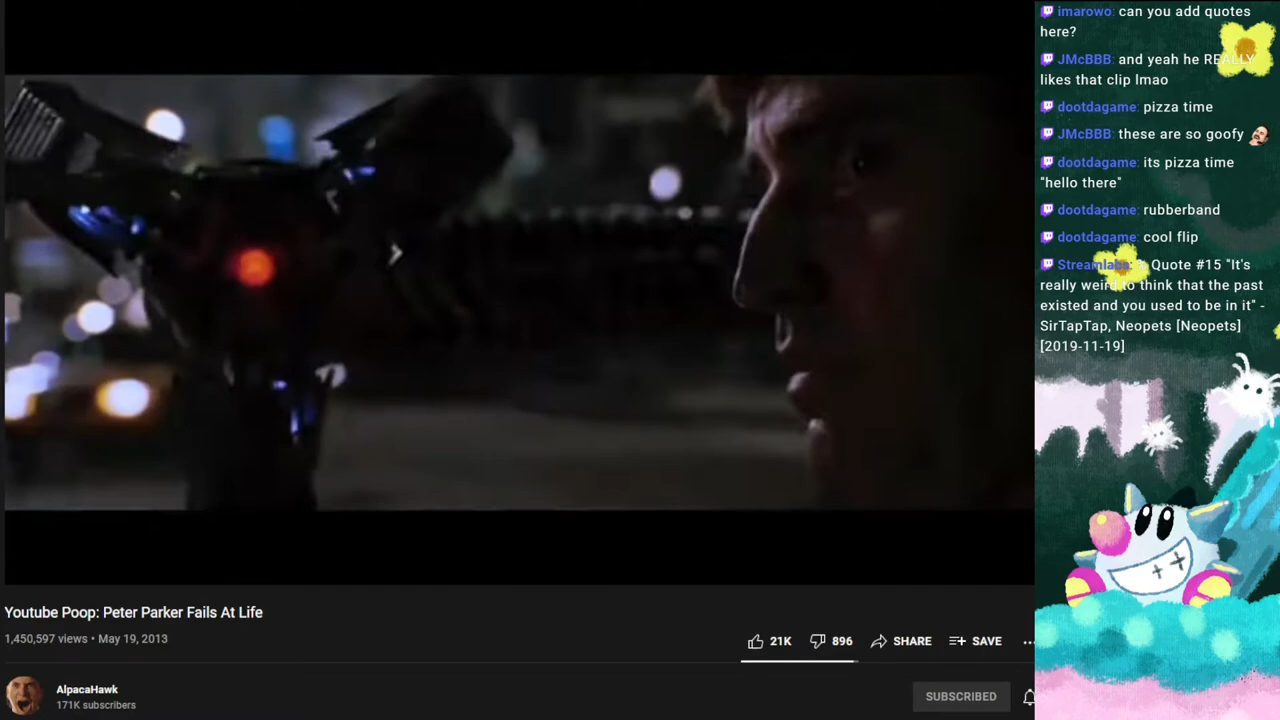 imarowo: can you add quotes
here?
JMcBBB: and yeah he REALLY
likes that clip lmao
dootdagame: pizza time
JMcBBB: these are so goofy
dootdagame: its pizza time
"hello there"
dootdagame: rubberband
dootdagame: cool flip
Streamlabs: Quote #15 "It's
really weird to think that the past
existed and you used to be in it" -
SirTapTap, Neopets [Neopets]
[2019-11-19]
Youtube Poop: Peter Parker Fails At Life
1,450,597 views • May 19, 2013
21K 896 SHARE SAVE ...
AlpacaHawk
171K subscribers
SUBSCRIBED